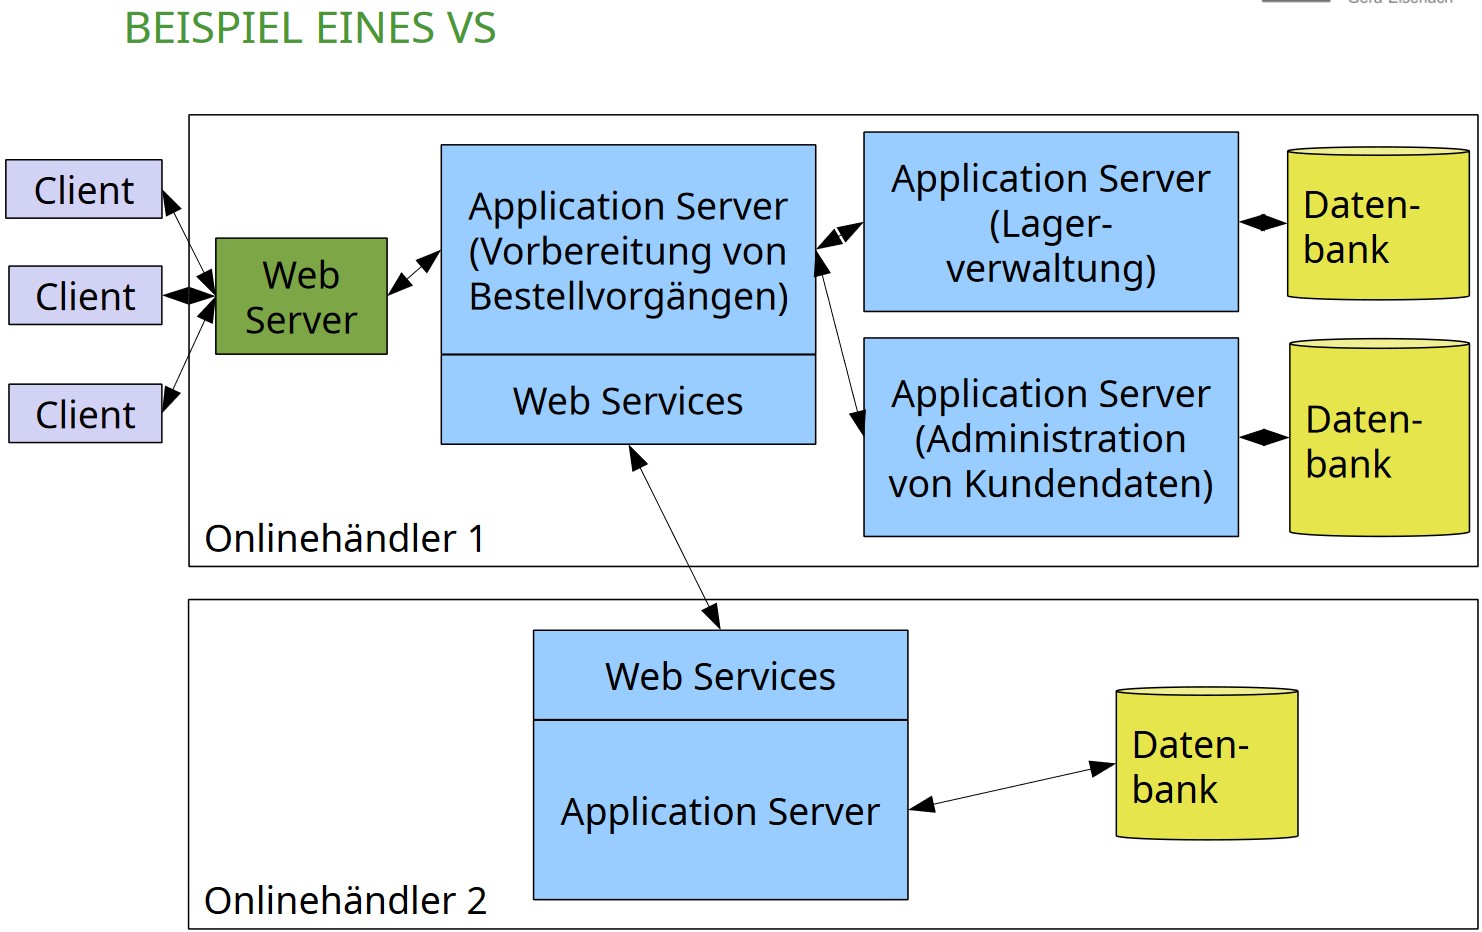 BEISPIEL EINES VS
Client
Client
Client
Web
Server
Application Server
(Vorbereitung von
Bestellvorgängen)
Web Services
Application Server
(Lager-
verwaltung)
Daten-
bank
Application Server
(Administration
von Kundendaten)
Daten-
bank
Onlinehändler 1
Web Services
Application Server
Daten-
bank
Onlinehändler 2